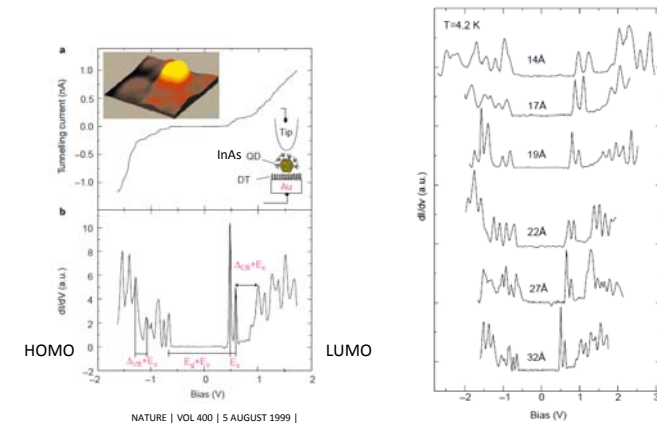 a
Tunnelling current (nA)
1.0
0.5
0.0
−0.5
−1.0
Tip
InAs
QD
DT
Au
b
dI/dV (a.u.)
10
8
6
4
2
0
Δ_CB+E_c
Δ_VB+E_c
E_g+E_c
E_c
HOMO
LUMO
−2
−1
0
1
2
Bias (V)
NATURE | VOL 400 | 5 AUGUST 1999 |
T=4.2 K
14Å
17Å
19Å
22Å
27Å
32Å
dI/dv (a.u.)
−2
−1
0
1
2
3
Bias (V)